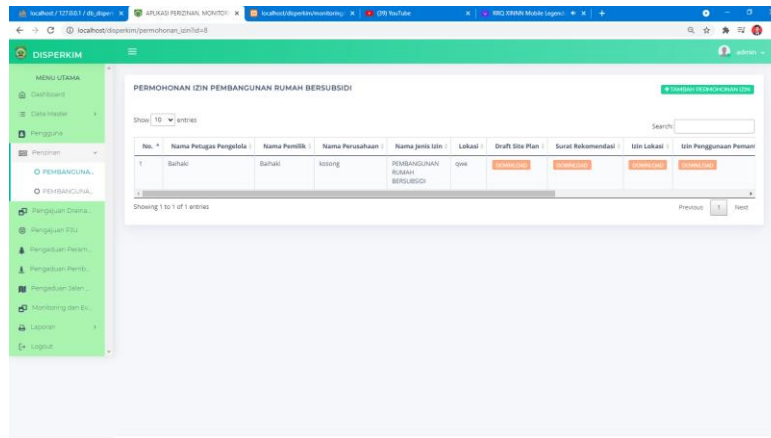 localhost / 127.0.0.1 / db_disperi
APLIKASI PERIZINAN, MONITOR
localhost/disperkim/monitoring
(39) YouTube
RRQ XINNN Mobile Legend
localhost/disperkim/permohonan_izin?id=8
DISPERKIM
admin
MENU UTAMA
Dashboard
Data Master
Pengguna
Perizinan
PEMBANGUNA...
PEMBANGUNA...
Pengajuan Drama...
Pengajuan PJU
Pengaduan Peram...
Pengaduan Pemb...
Pengaduan Jalan ...
Monitoring dan Ev...
Laporan
Logout
PERMOHONAN IZIN PEMBANGUNAN RUMAH BERSUBSIDI
+TAMBAH PERMOHONAN IZIN
Show 10 entries
Search:
No. Nama Petugas Pengelola Nama Pemilik Nama Perusahaan Nama Jenis Izin Lokasi Draft Site Plan Surat Rekomendasi Izin Lokasi Izin Penggunaan Pemanf
1 Baihaki Baihaki kosong PEMBANGUNAN RUMAH BERSUBSIDI qwe DOWNLOAD DOWNLOAD DOWNLOAD DOWNLOAD
Showing 1 to 1 of 1 entries
Previous 1 Next